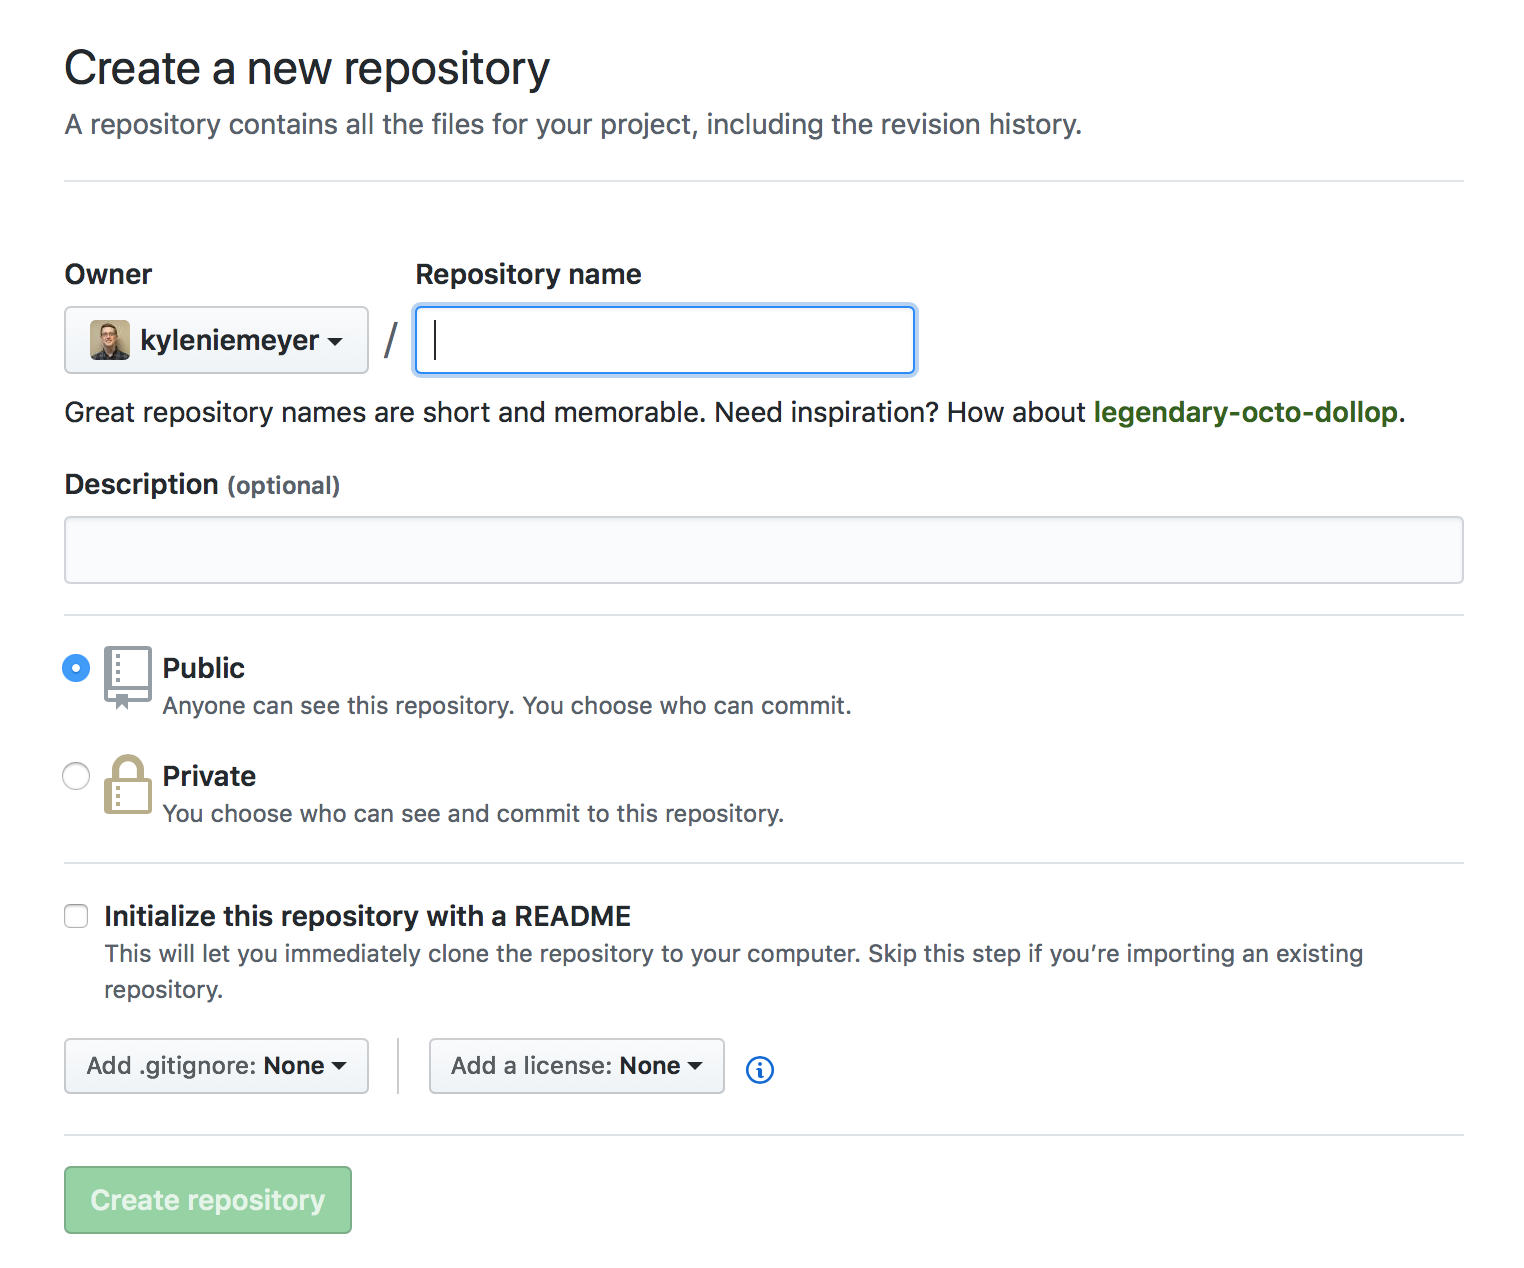 Create a new repository
A repository contains all the files for your project, including the revision history.
Owner
Repository name
kyleniemeyer
/
Great repository names are short and memorable. Need inspiration? How about legendary-octo-dollop.
Description (optional)
Public
Anyone can see this repository. You choose who can commit.
Private
You choose who can see and commit to this repository.
Initialize this repository with a README
This will let you immediately clone the repository to your computer. Skip this step if you’re importing an existing
repository.
Add .gitignore: None
Add a license: None
Create repository